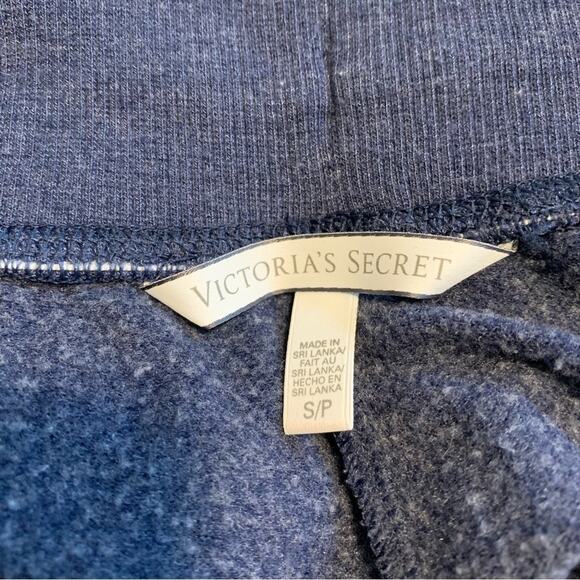 VICTORIA'S SECRET
MADE IN
SRI LANKA/
FAIT AU
SRI LANKA/
HECHO EN
SRI LANKA
S/P